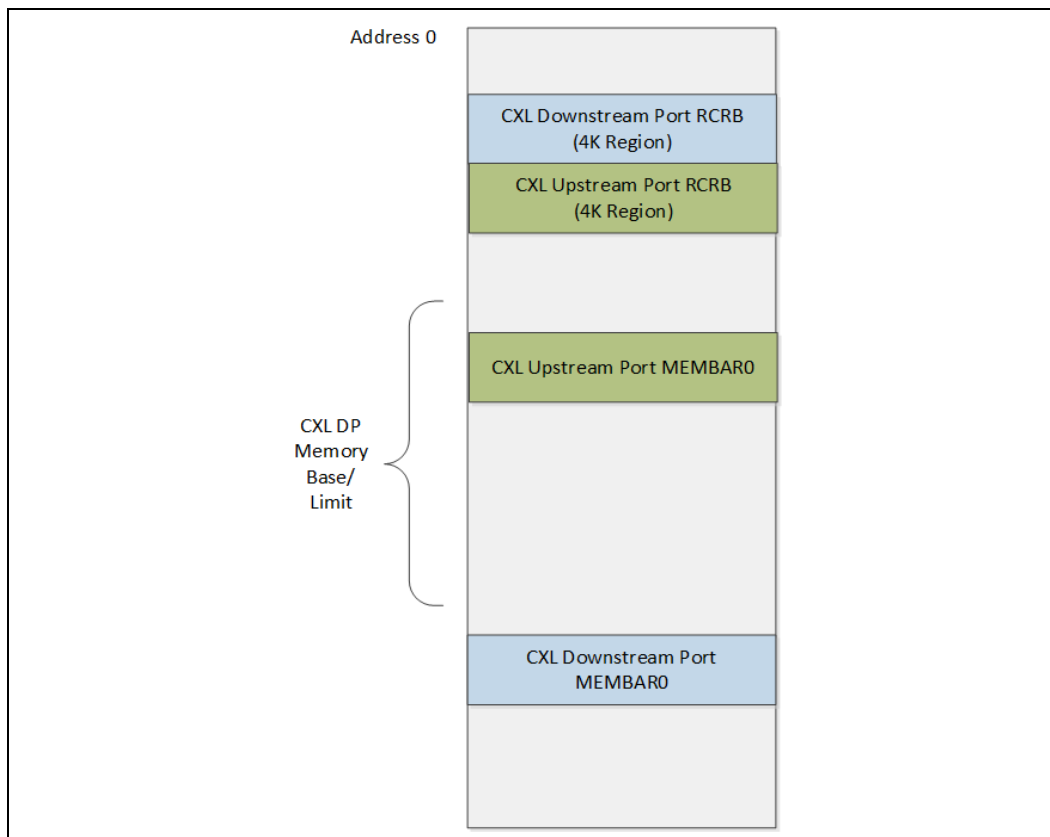 Address 0
CXL Downstream Port RCRB
(4K Region)
CXL Upstream Port RCRB
(4K Region)
CXL Upstream Port MEMBAR0
CXL DP
Memory
Base/
Limit
CXL Downstream Port
MEMBAR0